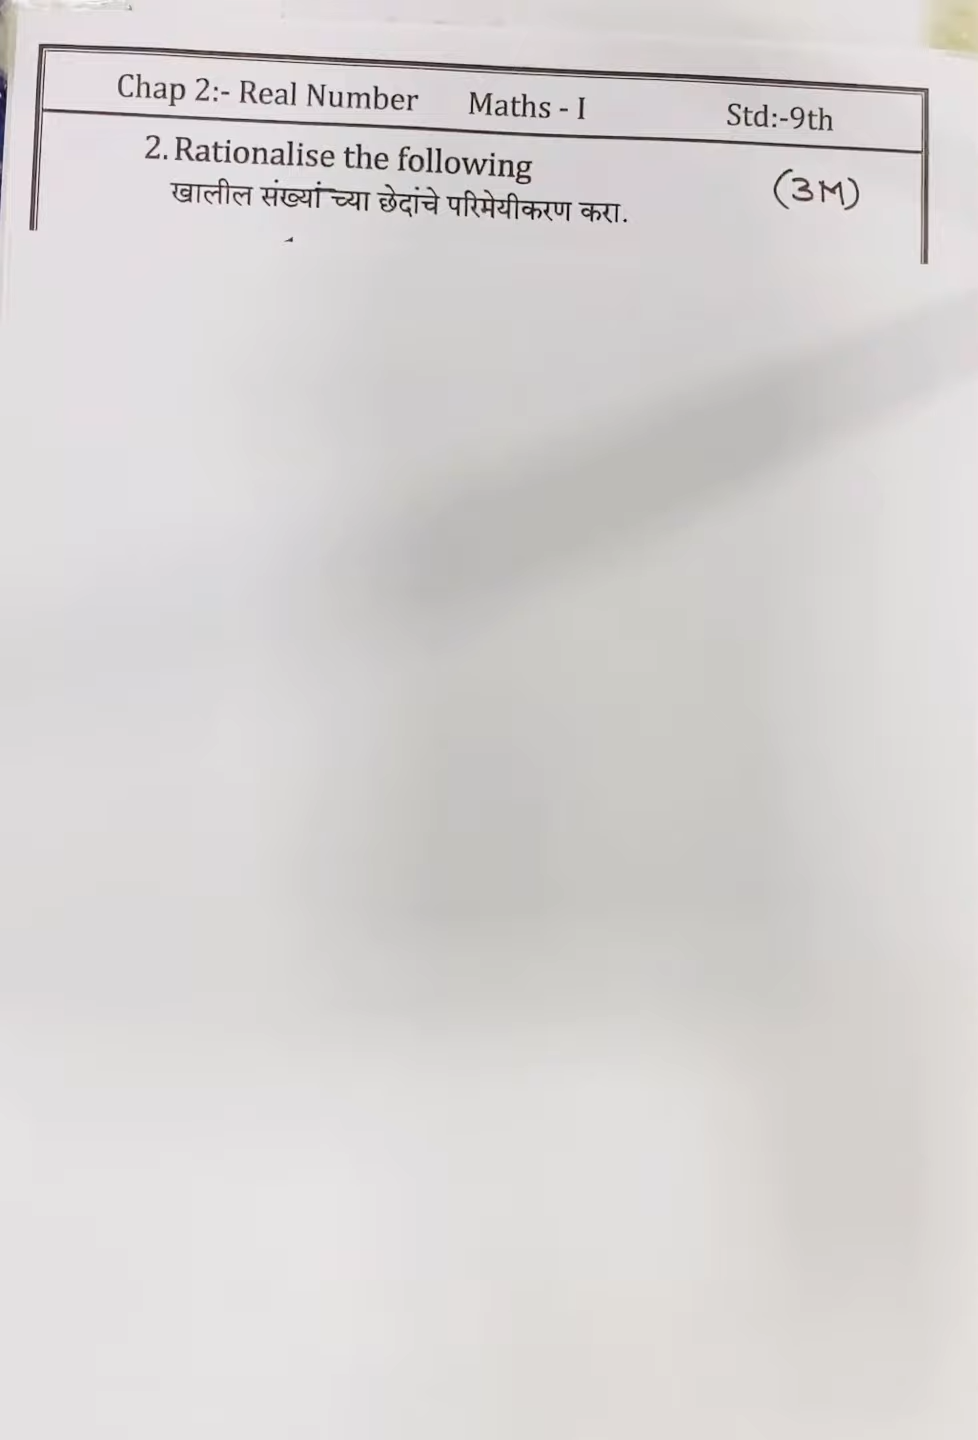 Chap 2:- Real Number Maths - I Std:-9th
2. Rationalise the following (3M)
खालील संख्यांच्या छेदांचे परिमेयीकरण करा.